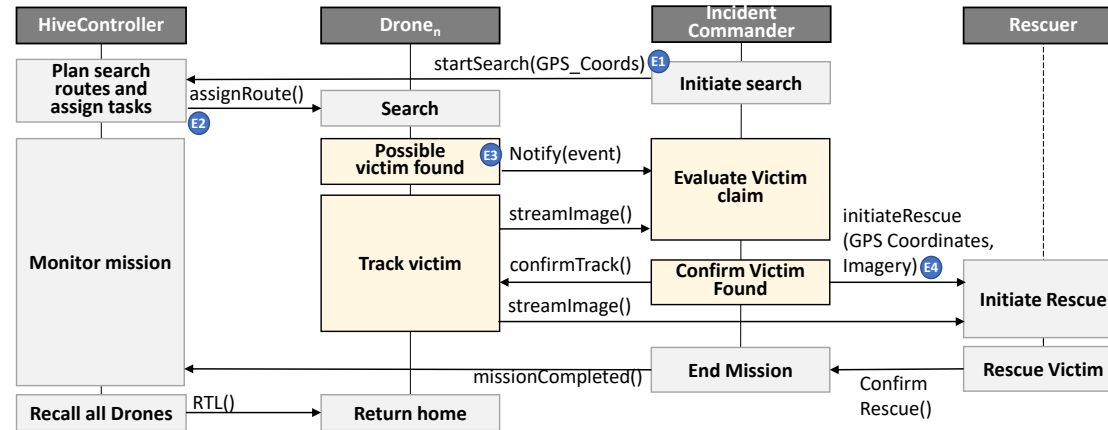 HiveController
Drone n
Incident
Commander
Rescuer
Plan search
routes and
assign tasks
startSearch(GPS_Coords)
E1
Initiate search
assignRoute()
E2
Search
Possible
victim found
E3
Notify(event)
Evaluate Victim
claim
streamImage()
initiateRescue
(GPS Coordinates,
Imagery)
E4
Monitor mission
Track victim
confirmTrack()
Confirm Victim
Found
streamImage()
Initiate Rescue
missionCompleted()
End Mission
Rescue Victim
Confirm
Rescue()
Recall all Drones
RTL()
Return home